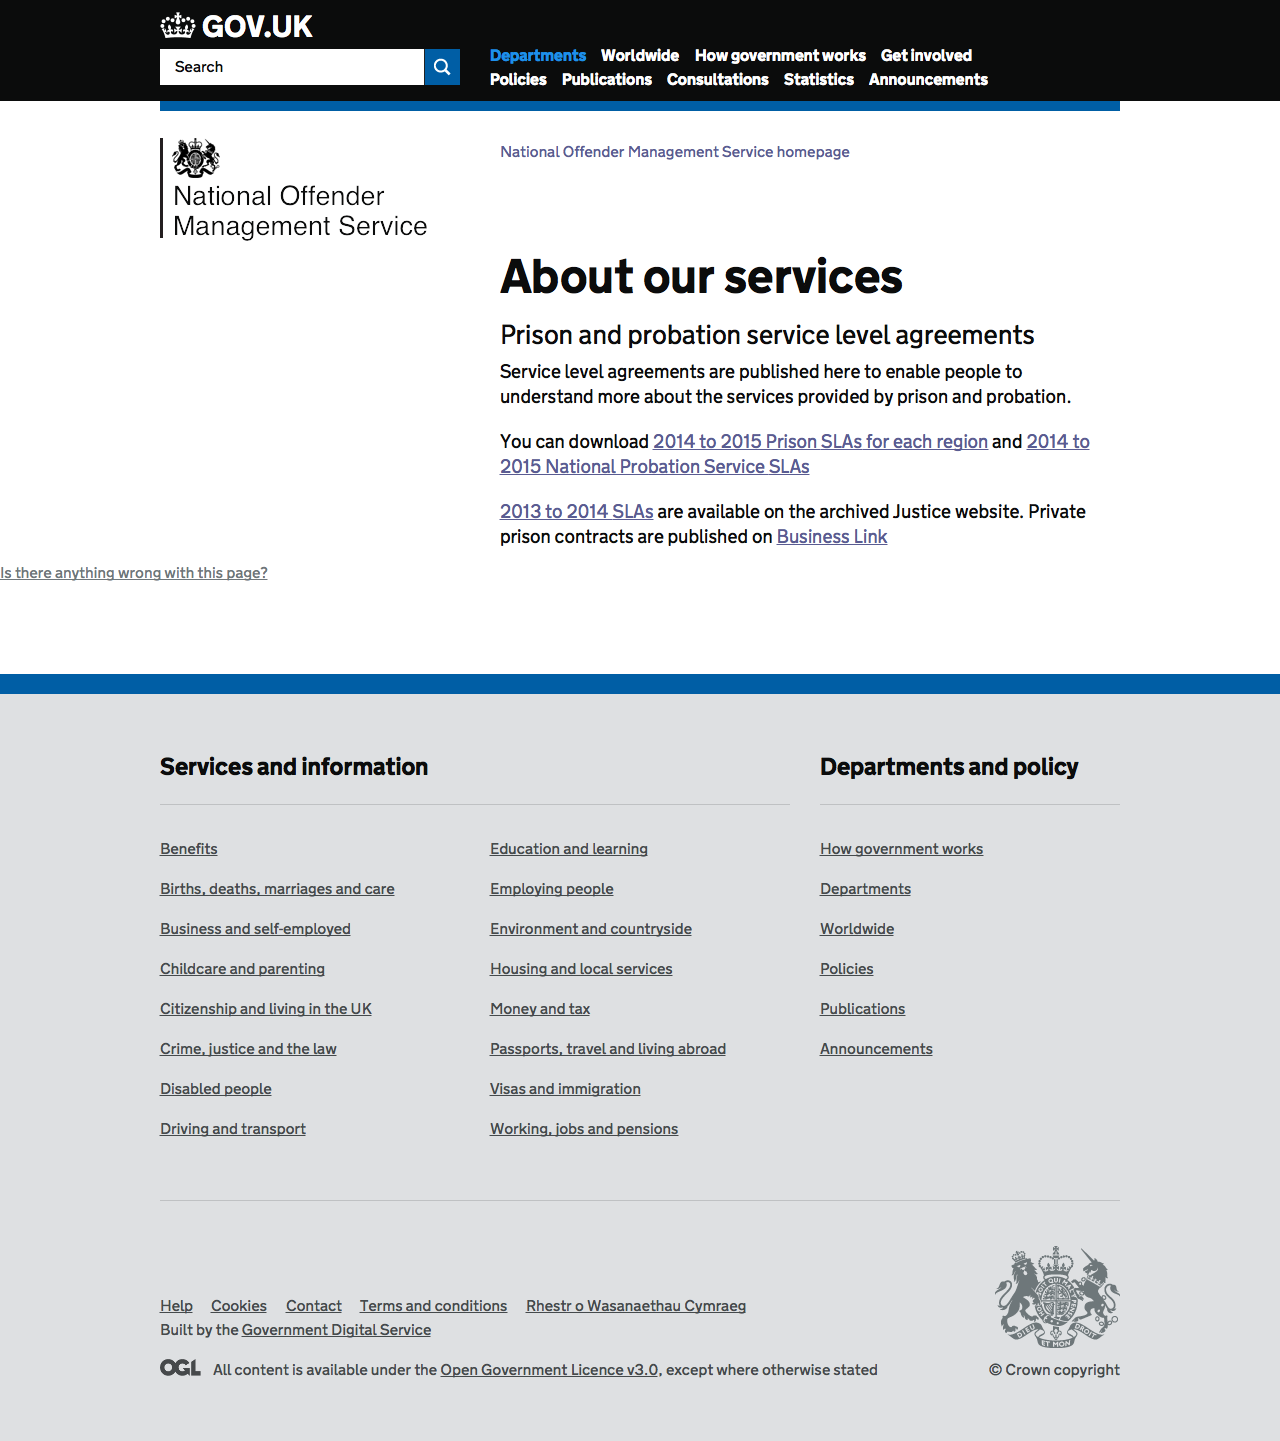 GOV.UK
Search
Departments Worldwide How government works Get involved
Policies Publications Consultations Statistics Announcements
National Offender
Management Service
National Offender Management Service homepage
About our services
Prison and probation service level agreements
Service level agreements are published here to enable people to
understand more about the services provided by prison and probation.
You can download 2014 to 2015 Prison SLAs for each region and 2014 to
2015 National Probation Service SLAs
2013 to 2014 SLAs are available on the archived Justice website. Private
prison contracts are published on Business Link
Is there anything wrong with this page?
Services and information
Benefits
Births, deaths, marriages and care
Business and self-employed
Childcare and parenting
Citizenship and living in the UK
Crime, justice and the law
Disabled people
Driving and transport
Education and learning
Employing people
Environment and countryside
Housing and local services
Money and tax
Passports, travel and living abroad
Visas and immigration
Working, jobs and pensions
Departments and policy
How government works
Departments
Worldwide
Policies
Publications
Announcements
Help Cookies Contact Terms and conditions Rhestr o Wasanaethau Cymraeg
Built by the Government Digital Service
OGL All content is available under the Open Government Licence v3.0, except where otherwise stated
DIEU ET MON DROIT
© Crown copyright